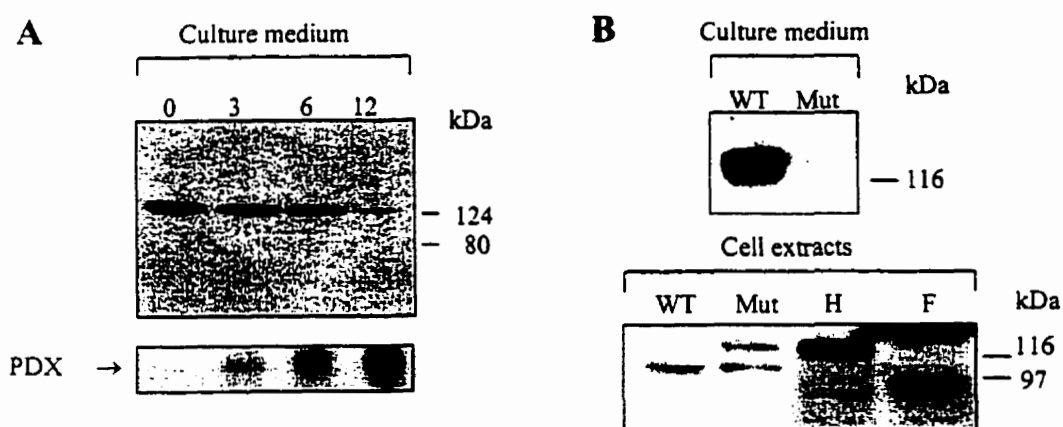 A
Culture medium
0 3 6 12
kDa
124
80
PDX →
B
Culture medium
kDa
WT Mut
116
Cell extracts
WT Mut H F
kDa
116
97